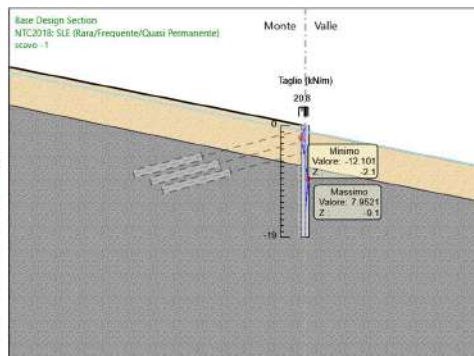 Base Design Section
NTC2018: SLE (Rara/Frequente/Quasi Permanente)
scavo -1
Monte
Valle
Taglio (kN/m)
20.8
0
Minimo
Valore: -12.101
Z : -2.1
Massimo
Valore: 7.9521
Z : -9.1
-19